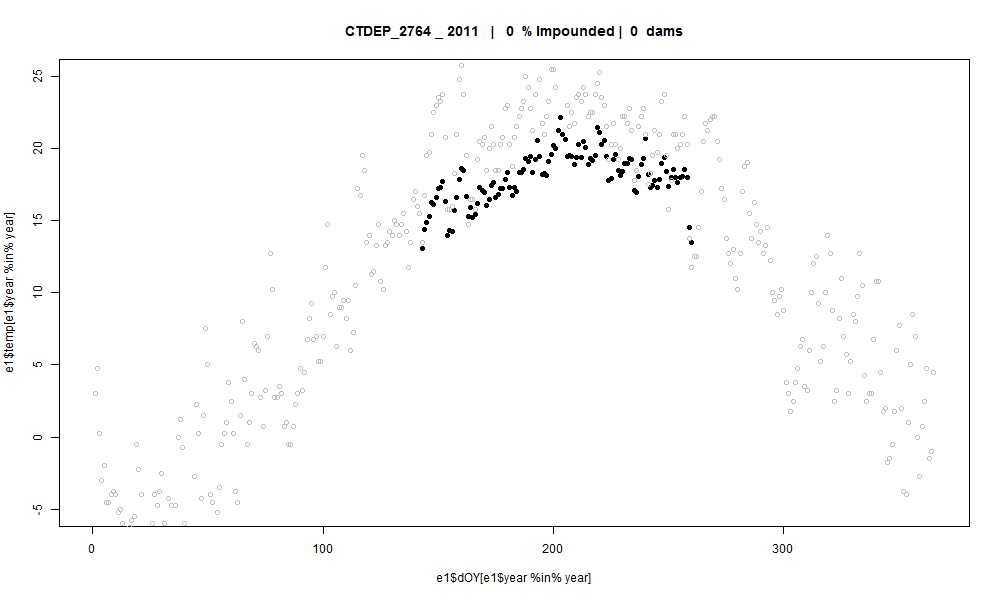 CTDEP_2764 _ 2011 | 0 % Impounded | 0 dams
e1$temp[e1$year %in% year]
25
20
15
10
5
0
-5
0 100 200 300
e1$dOY[e1$year %in% year]